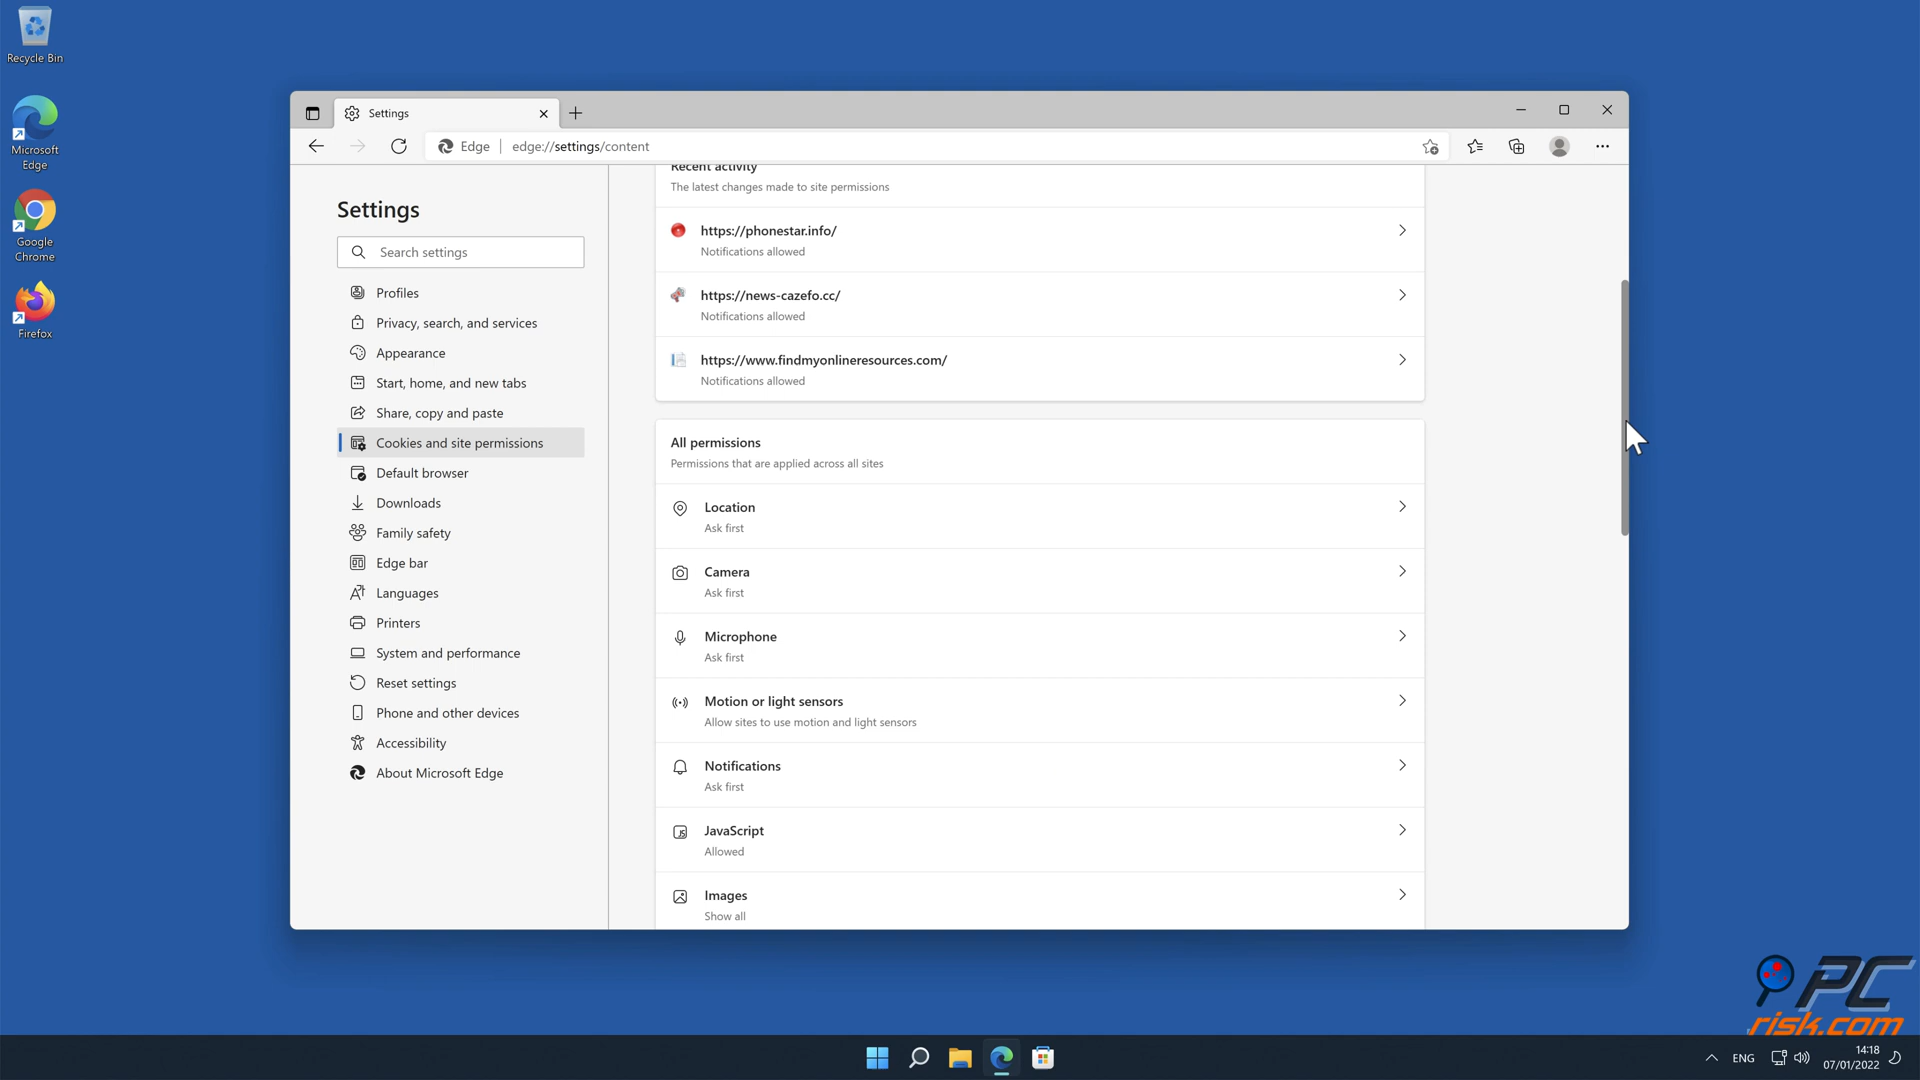 Recycle Bin
Microsoft
Edge
Google
Chrome
Firefox
Settings
Edge
edge://settings/content
Settings
Search settings
Profiles
Privacy, search, and services
Appearance
Start, home, and new tabs
Share, copy and paste
Cookies and site permissions
Default browser
Downloads
Family safety
Edge bar
Languages
Printers
System and performance
Reset settings
Phone and other devices
Accessibility
About Microsoft Edge
Recent activity
The latest changes made to site permissions
https://phonestar.info/
Notifications allowed
https://news-cazefo.cc/
Notifications allowed
https://www.findmyonlineresources.com/
Notifications allowed
All permissions
Permissions that are applied across all sites
Location
Ask first
Camera
Ask first
Microphone
Ask first
Motion or light sensors
Allow sites to use motion and light sensors
Notifications
Ask first
JavaScript
Allowed
Images
Show all
PC
risk.com
ENG
14:18
07/01/2022